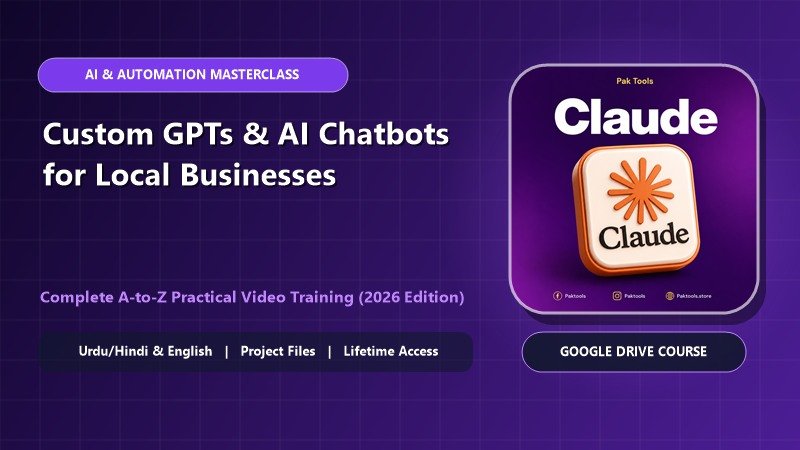 AI & AUTOMATION MASTERCLASS
Custom GPTs & AI Chatbots
for Local Businesses
Complete A-to-Z Practical Video Training (2026 Edition)
Urdu/Hindi & English | Project Files | Lifetime Access
Pak Tools
Claude
Claude
Paktools
Paktools
Paktools.store
GOOGLE DRIVE COURSE